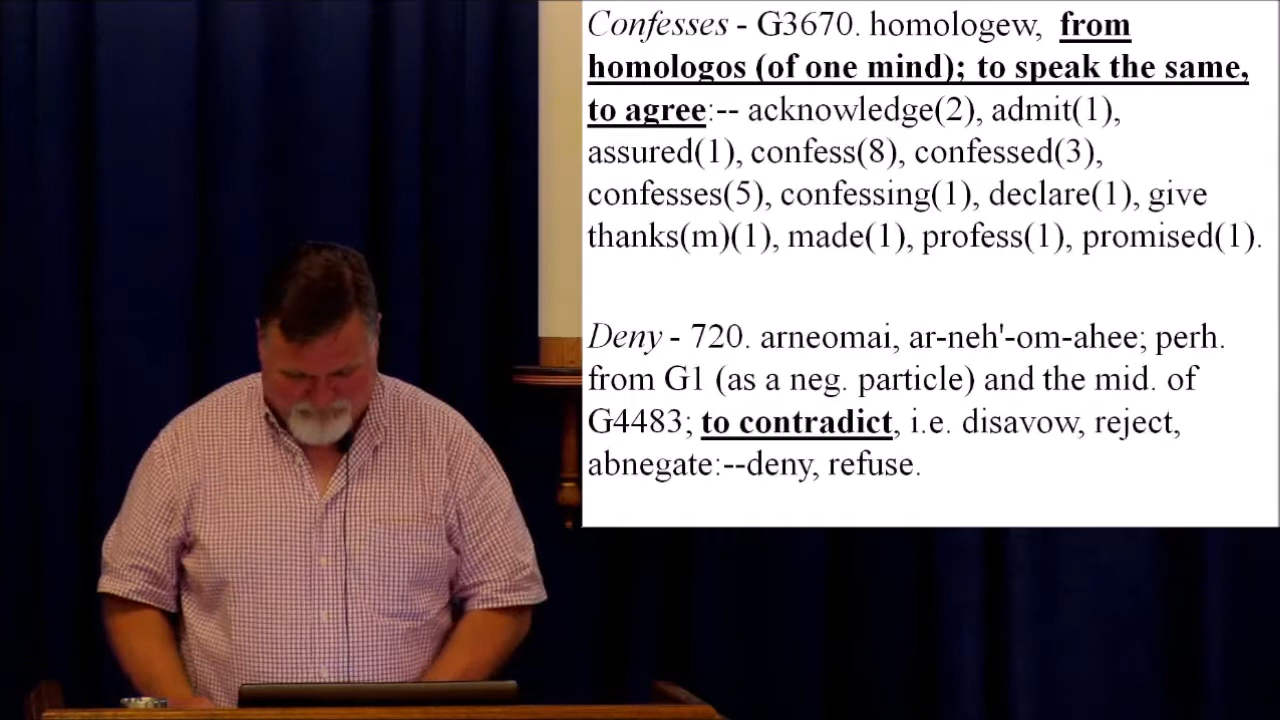 Confesses - G3670. homologew, from
homologos (of one mind); to speak the same,
to agree:-- acknowledge(2), admit(1),
assured(1), confess(8), confessed(3),
confesses(5), confessing(1), declare(1), give
thanks(m)(1), made(1), profess(1), promised(1).
Deny - 720. arneomai, ar-neh'-om-ahee; perh.
from G1 (as a neg. particle) and the mid. of
G4483; to contradict, i.e. disavow, reject,
abnegate:--deny, refuse.